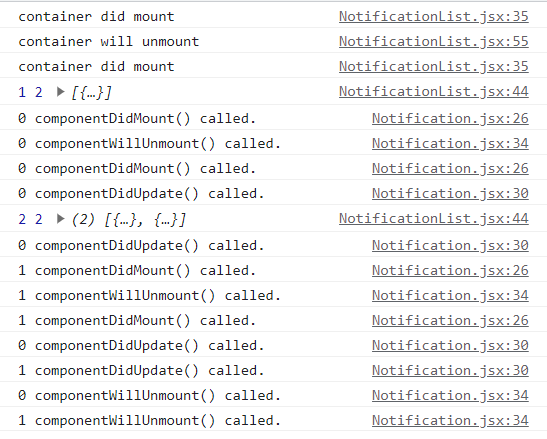 container did mount NotificationList.jsx:35
container will unmount NotificationList.jsx:55
container did mount NotificationList.jsx:35
1 2 ▶ [{…}] NotificationList.jsx:44
0 componentDidMount() called. Notification.jsx:26
0 componentWillUnmount() called. Notification.jsx:34
0 componentDidMount() called. Notification.jsx:26
0 componentDidUpdate() called. Notification.jsx:30
2 2 ▶ (2) [{…}, {…}] NotificationList.jsx:44
0 componentDidUpdate() called. Notification.jsx:30
1 componentDidMount() called. Notification.jsx:26
1 componentWillUnmount() called. Notification.jsx:34
1 componentDidMount() called. Notification.jsx:26
0 componentDidUpdate() called. Notification.jsx:30
1 componentDidUpdate() called. Notification.jsx:30
0 componentWillUnmount() called. Notification.jsx:34
1 componentWillUnmount() called. Notification.jsx:34